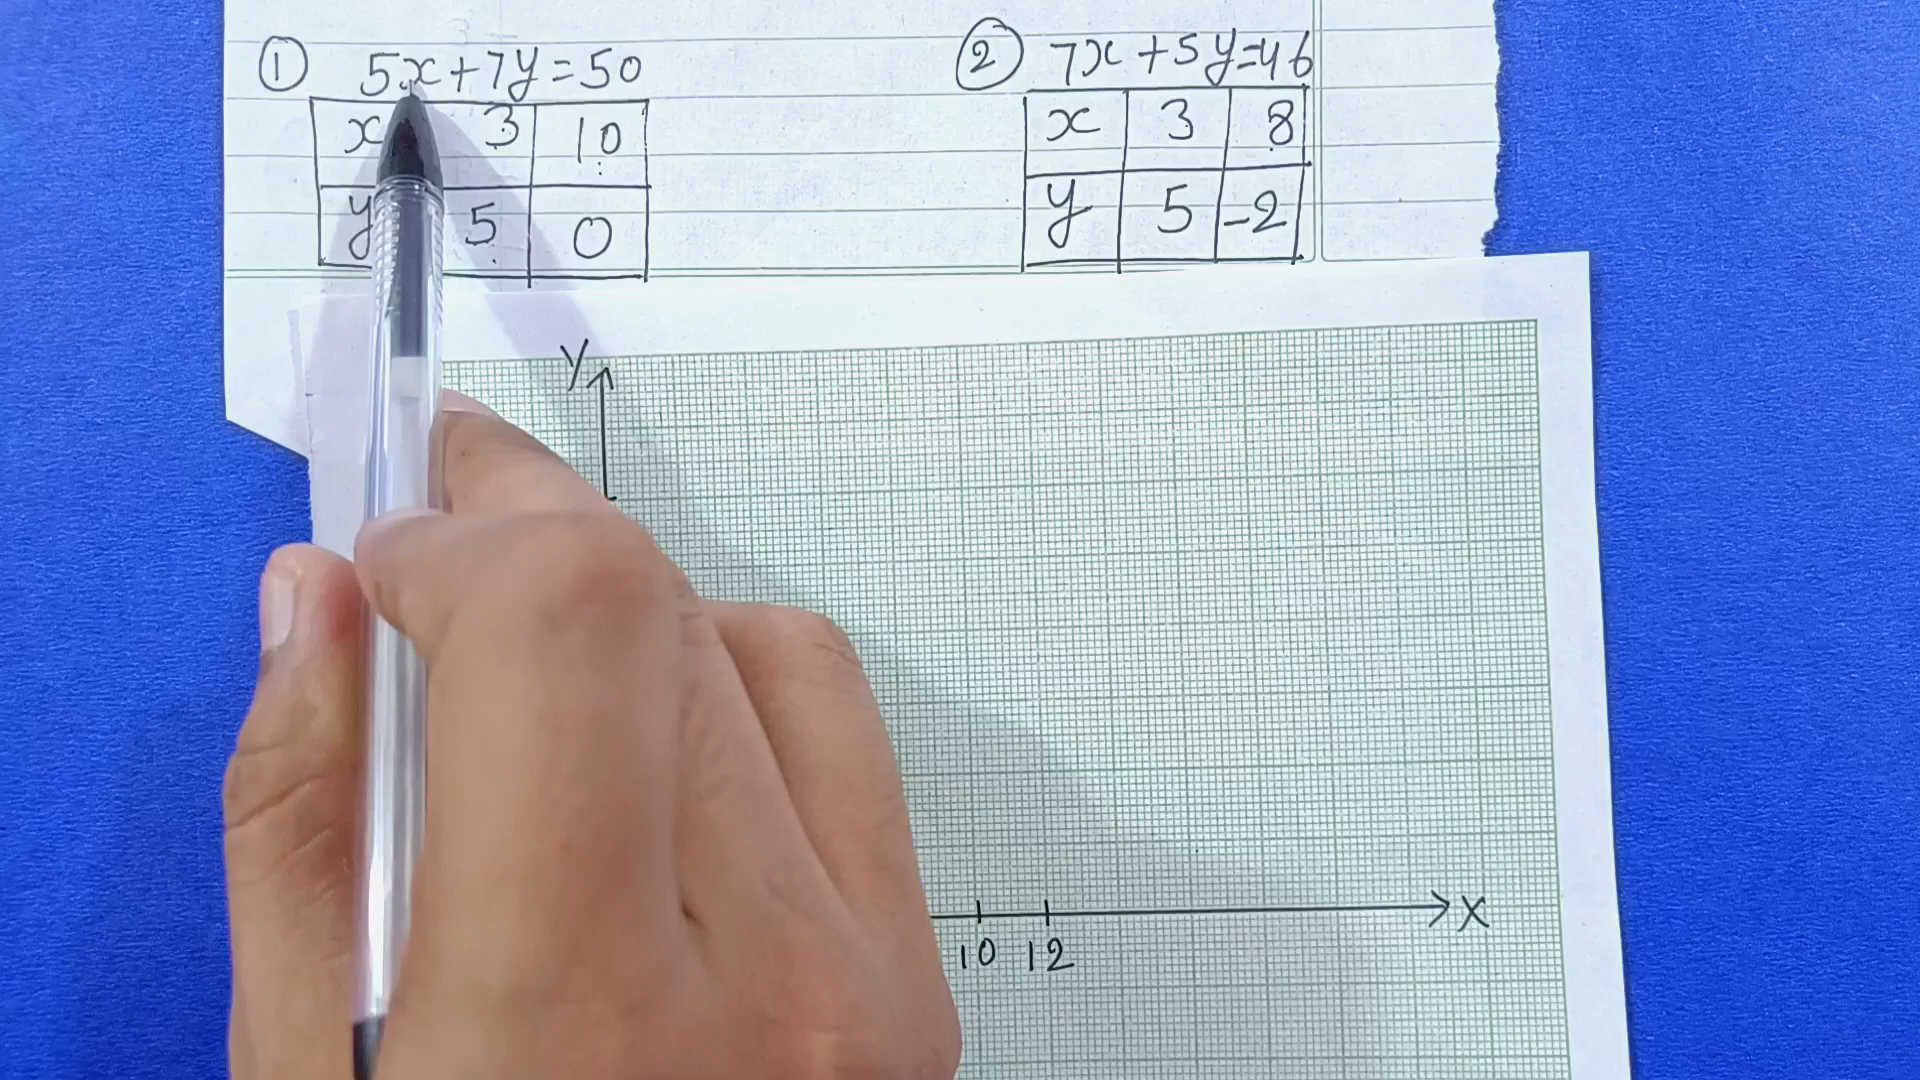 ① 5x+7y=50
x 3 10
y 5 0
② 7x+5y=46
x 3 8
y 5 -2
Y
X
10 12